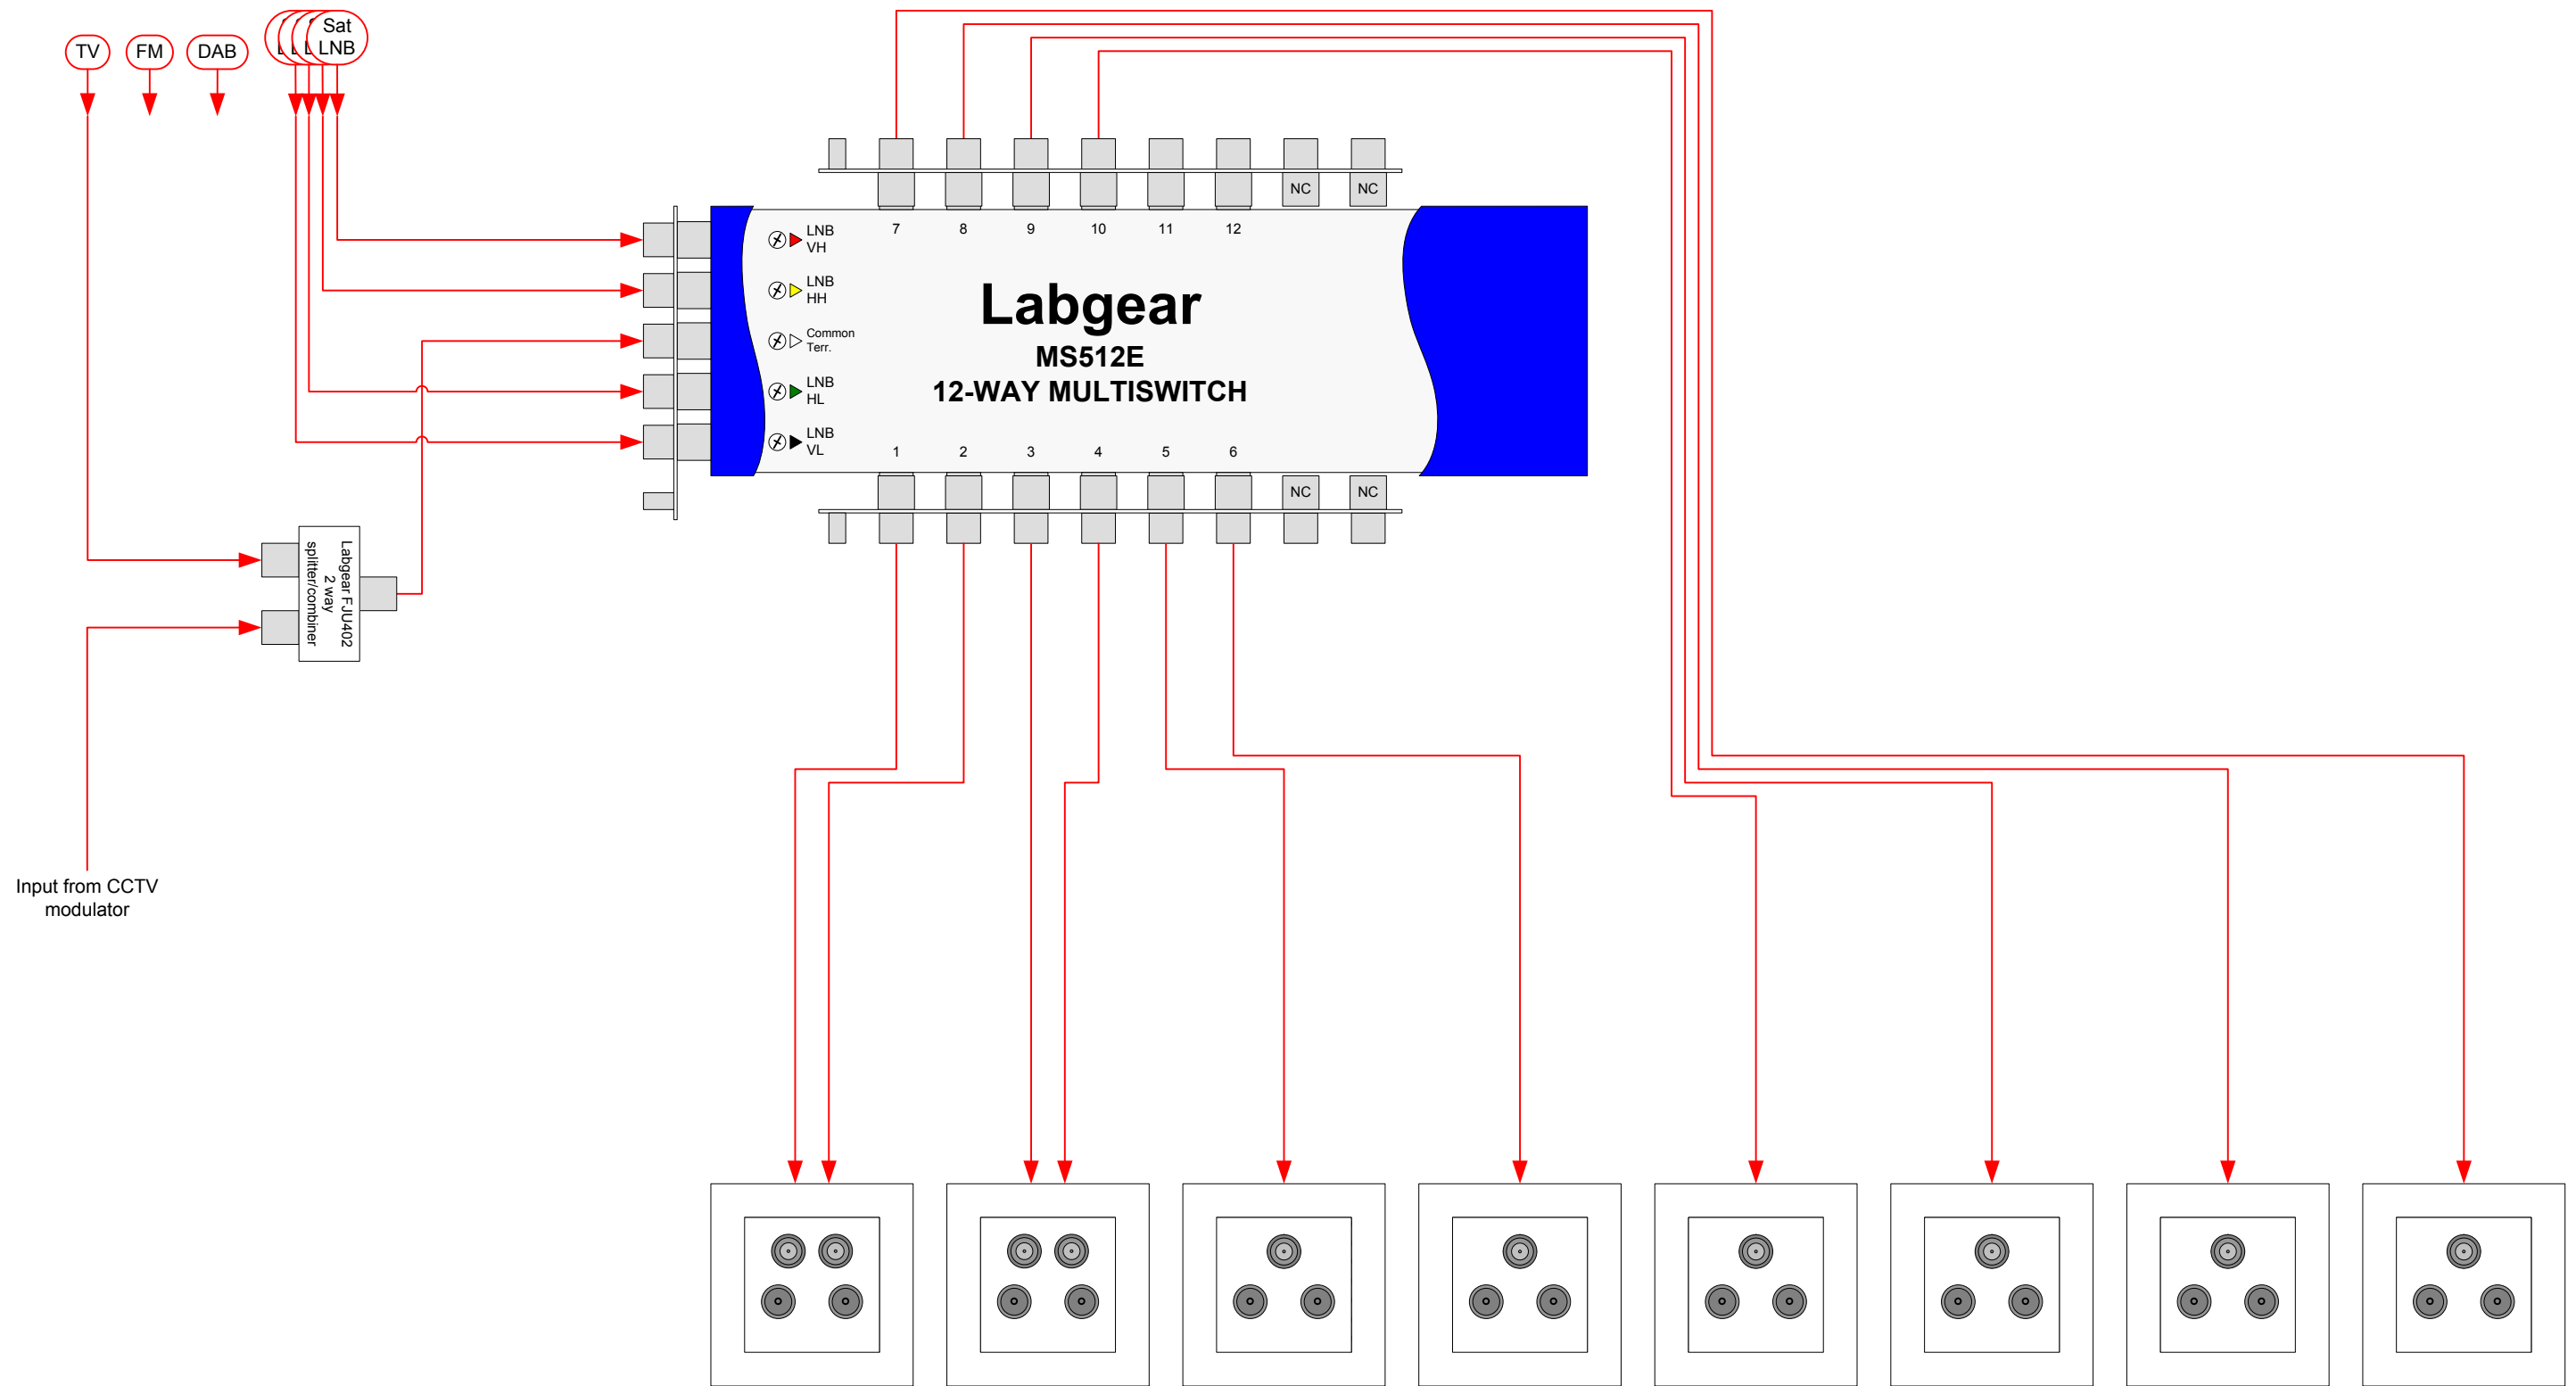 TV
FM
DAB
Sat
LNB
NC
NC
LNB
VH
7
8
9
10
11
12
LNB
HH
Labgear
Common
Terr.
MS512E
12-WAY MULTISWITCH
LNB
HL
LNB
VL
1
2
3
4
5
6
NC
NC
Labgear FJU402
2 way
splitter/combiner
Input from CCTV
modulator